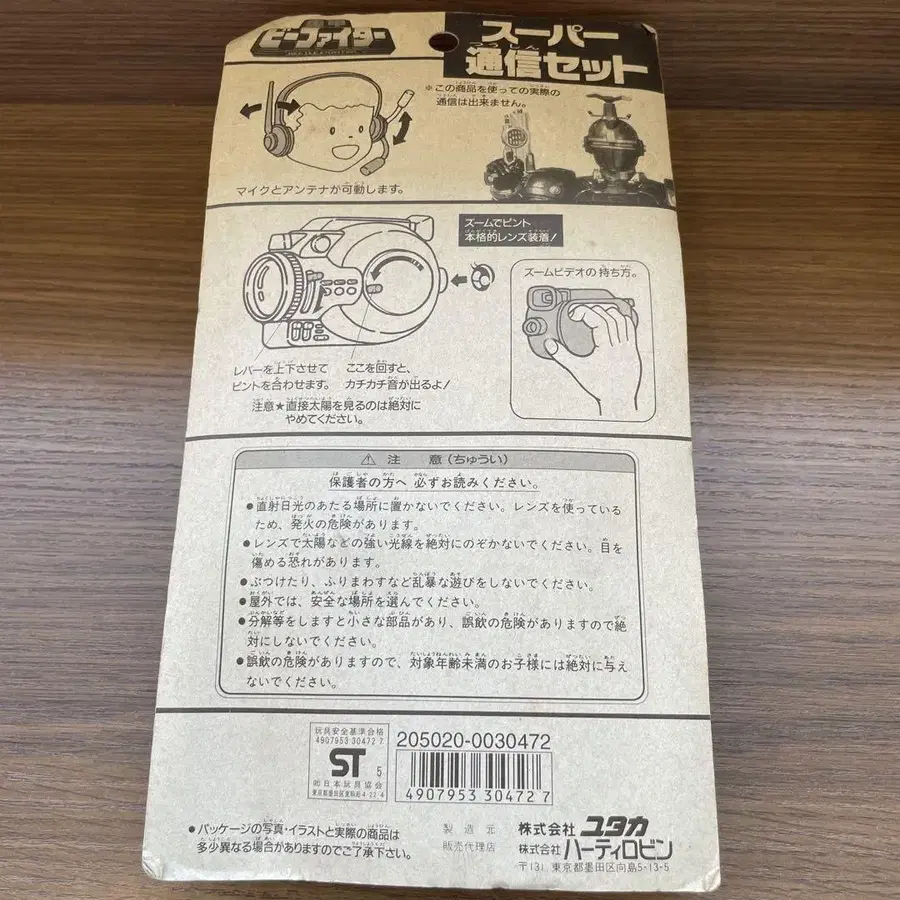 重甲
ビーファイター
スーパー
つうしん
通信セット
※この商品を使っての実際の
通信は出来ません。
マイクとアンテナが可動します。
ズームでピント
本格的レンズ装着!
ズームビデオの持ち方。
レバーを上下させて
ピントを合わせます。
ここを回すと、
カチカチ音が出るよ!
注意★直接太陽を見るのは絶対に
やめてください。
⚠ 注 意(ちゅうい)
保護者の方へ 必ずお読みください。
●直射日光のあたる場所に置かないでください。レンズを使っている
ため、発火の危険があります。
●レンズで太陽などの強い光線を絶対にのぞかないでください。目を
傷める恐れがあります。
●ぶつけたり、ふりまわすなど乱暴な遊びをしないでください。
●屋外では、安全な場所を選んでください。
●分解等をしますと小さな部品があり、誤飲の危険がありますので絶
対にしないでください。
●誤飲の危険がありますので、対象年齢未満のお子様には絶対に与え
ないでください。
玩具安全基準合格
4907953 30472 7
ST 5
㈳日本玩具協会
東京都墨田区東駒形4-22-4
205020-0030472
4 907953 304727
●パッケージの写真・イラストと実際の商品は
多少異なる場合がありますのでご了承下さい。
製造元 株式会社 ユタカ
販売代理店 株式会社 ハーティロビン
〒131 東京都墨田区向島5-13-5